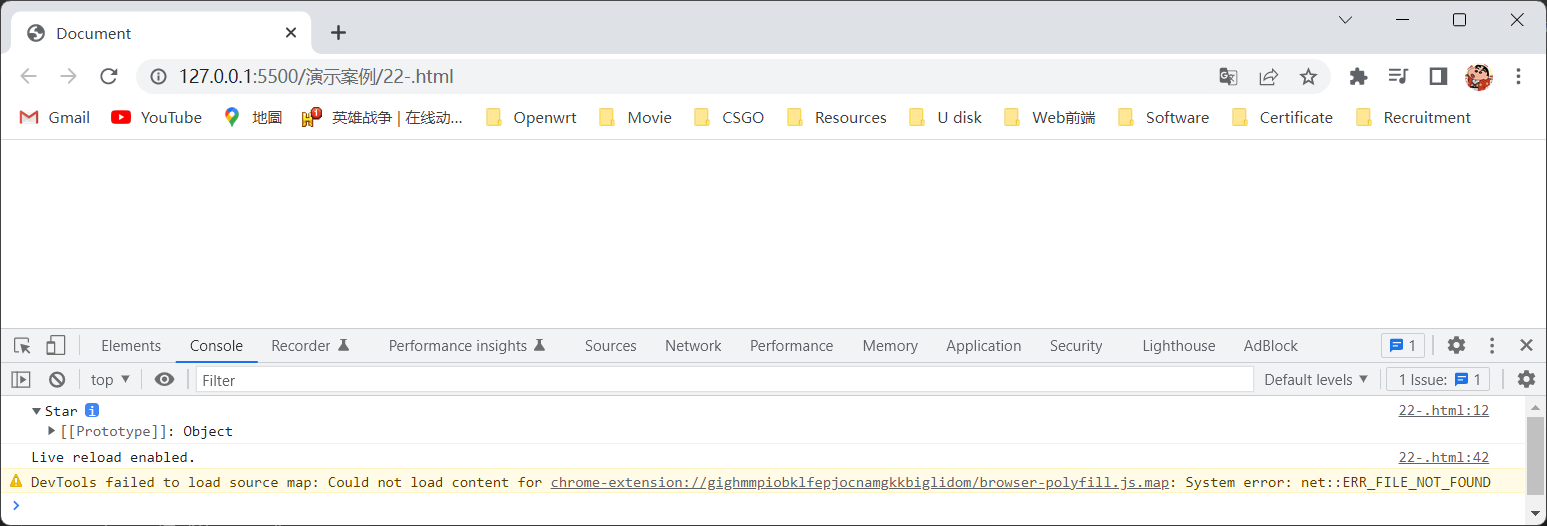 Document
127.0.0.1:5500/演示案例/22-.html
Gmail YouTube 地圖 英雄战争 | 在线动... Openwrt Movie CSGO Resources U disk Web前端 Software Certificate Recruitment
Elements Console Recorder Performance insights Sources Network Performance Memory Application Security Lighthouse AdBlock 1
top Filter Default levels 1 Issue: 1
Star 22-.html:12
[[Prototype]]: Object
Live reload enabled. 22-.html:42
DevTools failed to load source map: Could not load content for chrome-extension://gighmmpiobklfepjocnamgkkbiglidom/browser-polyfill.js.map: System error: net::ERR_FILE_NOT_FOUND